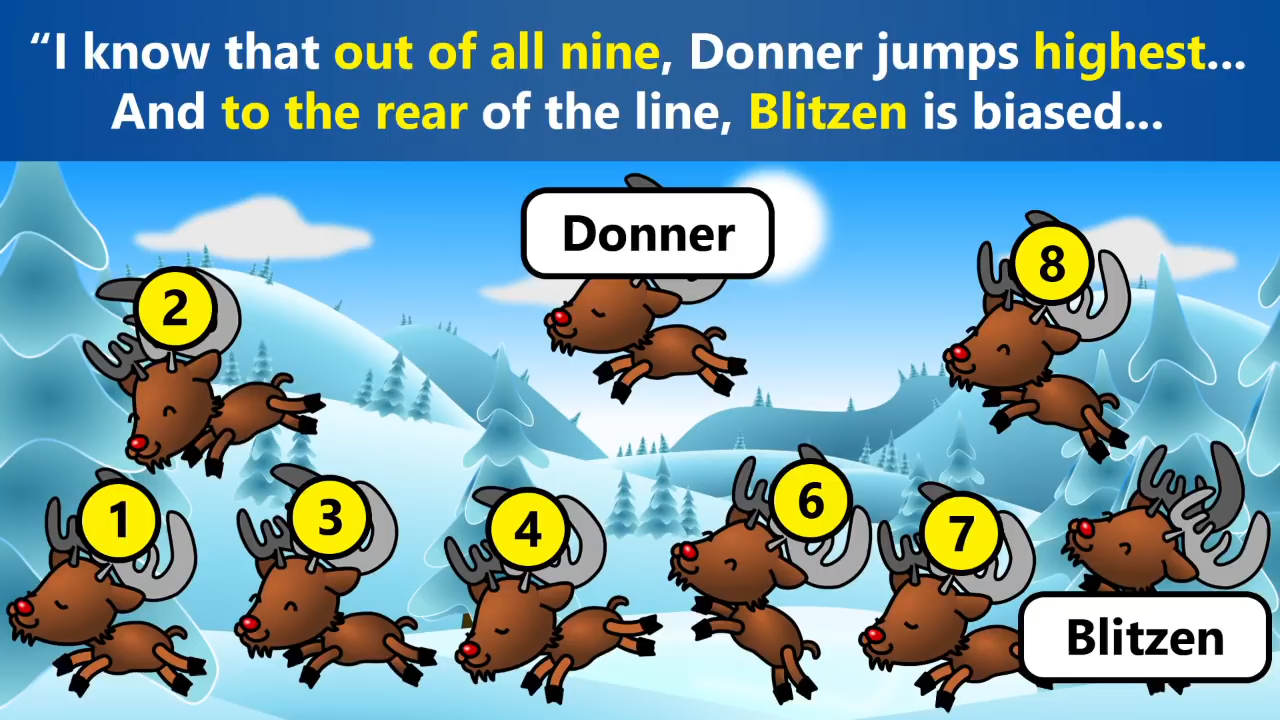 “I know that out of all nine, Donner jumps highest...
And to the rear of the line, Blitzen is biased...
Donner
8
2
1
3
4
6
7
Blitzen